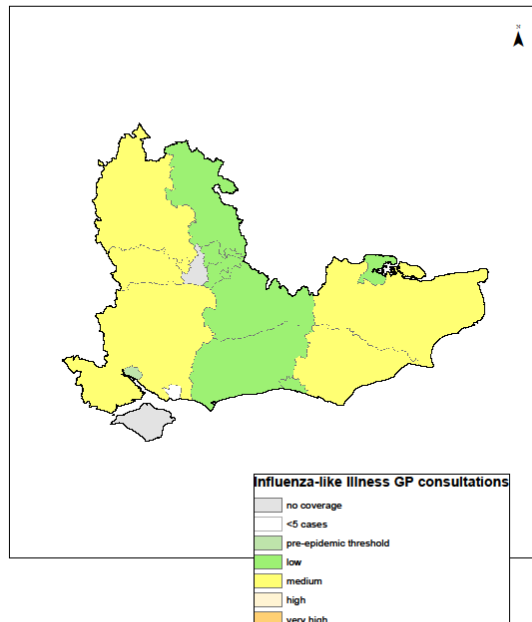 N
Influenza-like Illness GP consultations
no coverage
<5 cases
pre-epidemic threshold
low
medium
high
very high